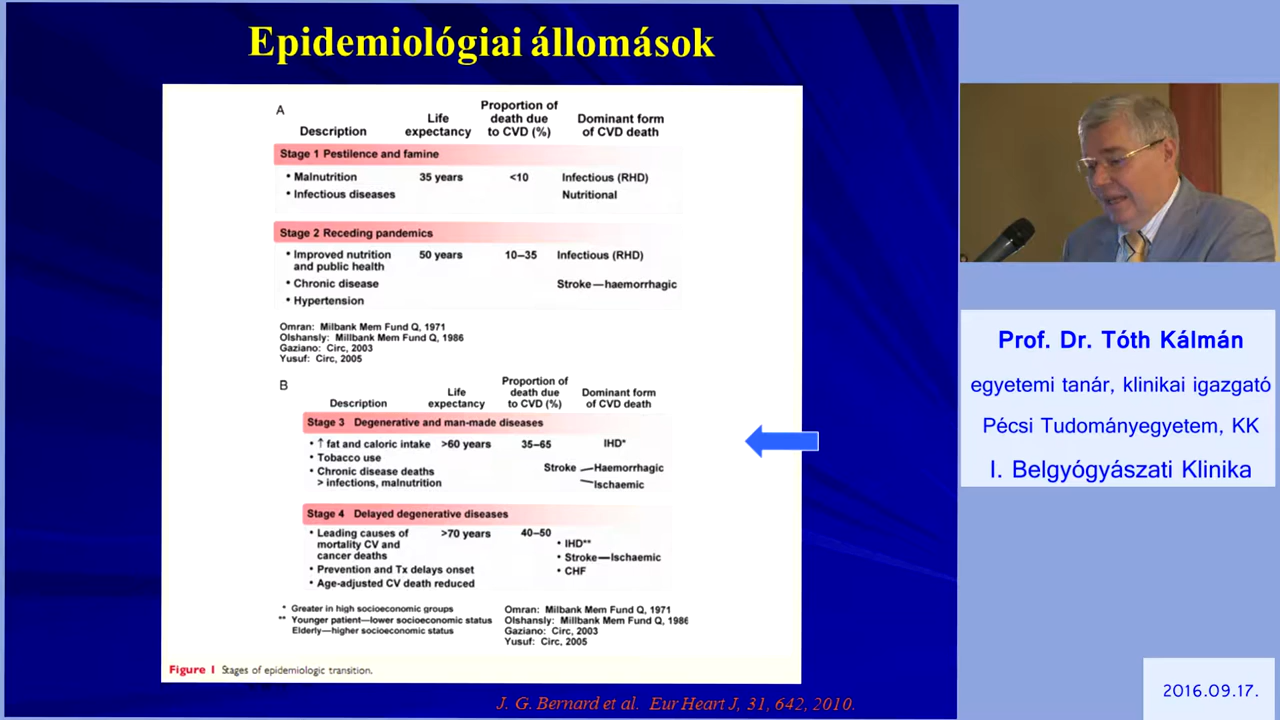 Epidemiológiai állomások
A
Description
Life expectancy
Proportion of death due to CVD (%)
Dominant form of CVD death
Stage 1 Pestilence and famine
• Malnutrition 35 years <10 Infectious (RHD)
• Infectious diseases Nutritional
Stage 2 Receding pandemics
• Improved nutrition 50 years 10–35 Infectious (RHD)
and public health
• Chronic disease Stroke—haemorrhagic
• Hypertension
Omran: Milbank Mem Fund Q, 1971
Olshansly: Millbank Mem Fund Q, 1986
Gaziano: Circ, 2003
Yusuf: Circ, 2005
B
Description
Life expectancy
Proportion of death due to CVD (%)
Dominant form of CVD death
Stage 3 Degenerative and man-made diseases
• ↑ fat and caloric intake >60 years 35–65 IHD*
• Tobacco use
• Chronic disease deaths Stroke —Haemorrhagic
> infections, malnutrition —Ischaemic
Stage 4 Delayed degenerative diseases
• Leading causes of >70 years 40–50
mortality CV and • IHD**
cancer deaths • Stroke—Ischaemic
• Prevention and Tx delays onset • CHF
• Age-adjusted CV death reduced
* Greater in high socioeconomic groups
** Younger patient—lower socioeconomic status
Elderly—higher socioeconomic status
Omran: Milbank Mem Fund Q, 1971
Olshansly: Millbank Mem Fund Q, 1986
Gaziano: Circ, 2003
Yusuf: Circ, 2005
Figure 1 Stages of epidemiologic transition.
J. G. Bernard et al. Eur Heart J, 31, 642, 2010.
Prof. Dr. Tóth Kálmán
egyetemi tanár, klinikai igazgató
Pécsi Tudományegyetem, KK
I. Belgyógyászati Klinika
2016.09.17.